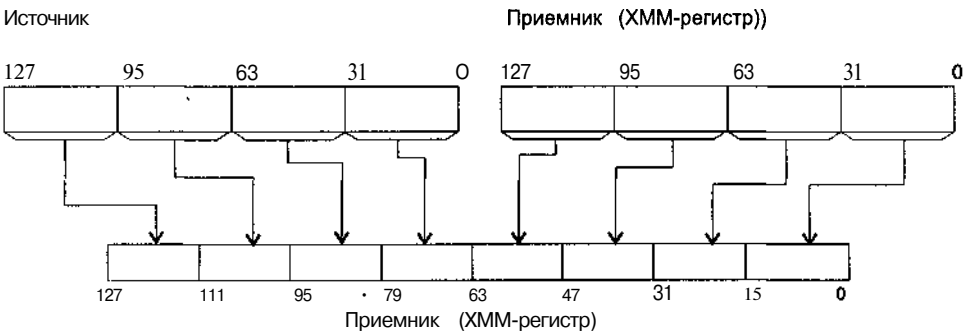 Источник
Приемник (XMM-регистр))
127 95 63 31 O 127 95 63 31 0
127 111 95 79 63 47 31 15 0
Приемник (XMM-регистр)